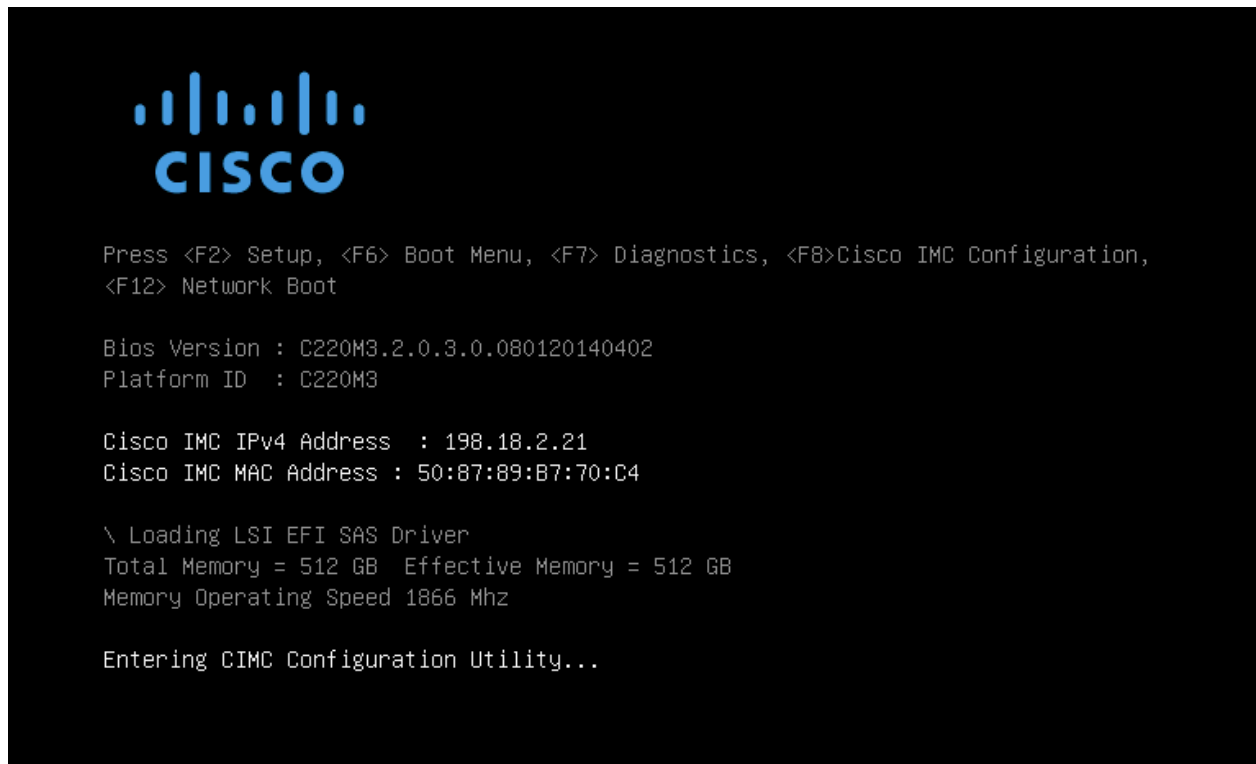 CISCO
Press <F2> Setup, <F6> Boot Menu, <F7> Diagnostics, <F8>Cisco IMC Configuration,
<F12> Network Boot
Bios Version : C220M3.2.0.3.0.080120140402
Platform ID  : C220M3
Cisco IMC IPv4 Address  : 198.18.2.21
Cisco IMC MAC Address : 50:87:89:B7:70:C4
\ Loading LSI EFI SAS Driver
Total Memory = 512 GB  Effective Memory = 512 GB
Memory Operating Speed 1866 Mhz
Entering CIMC Configuration Utility...